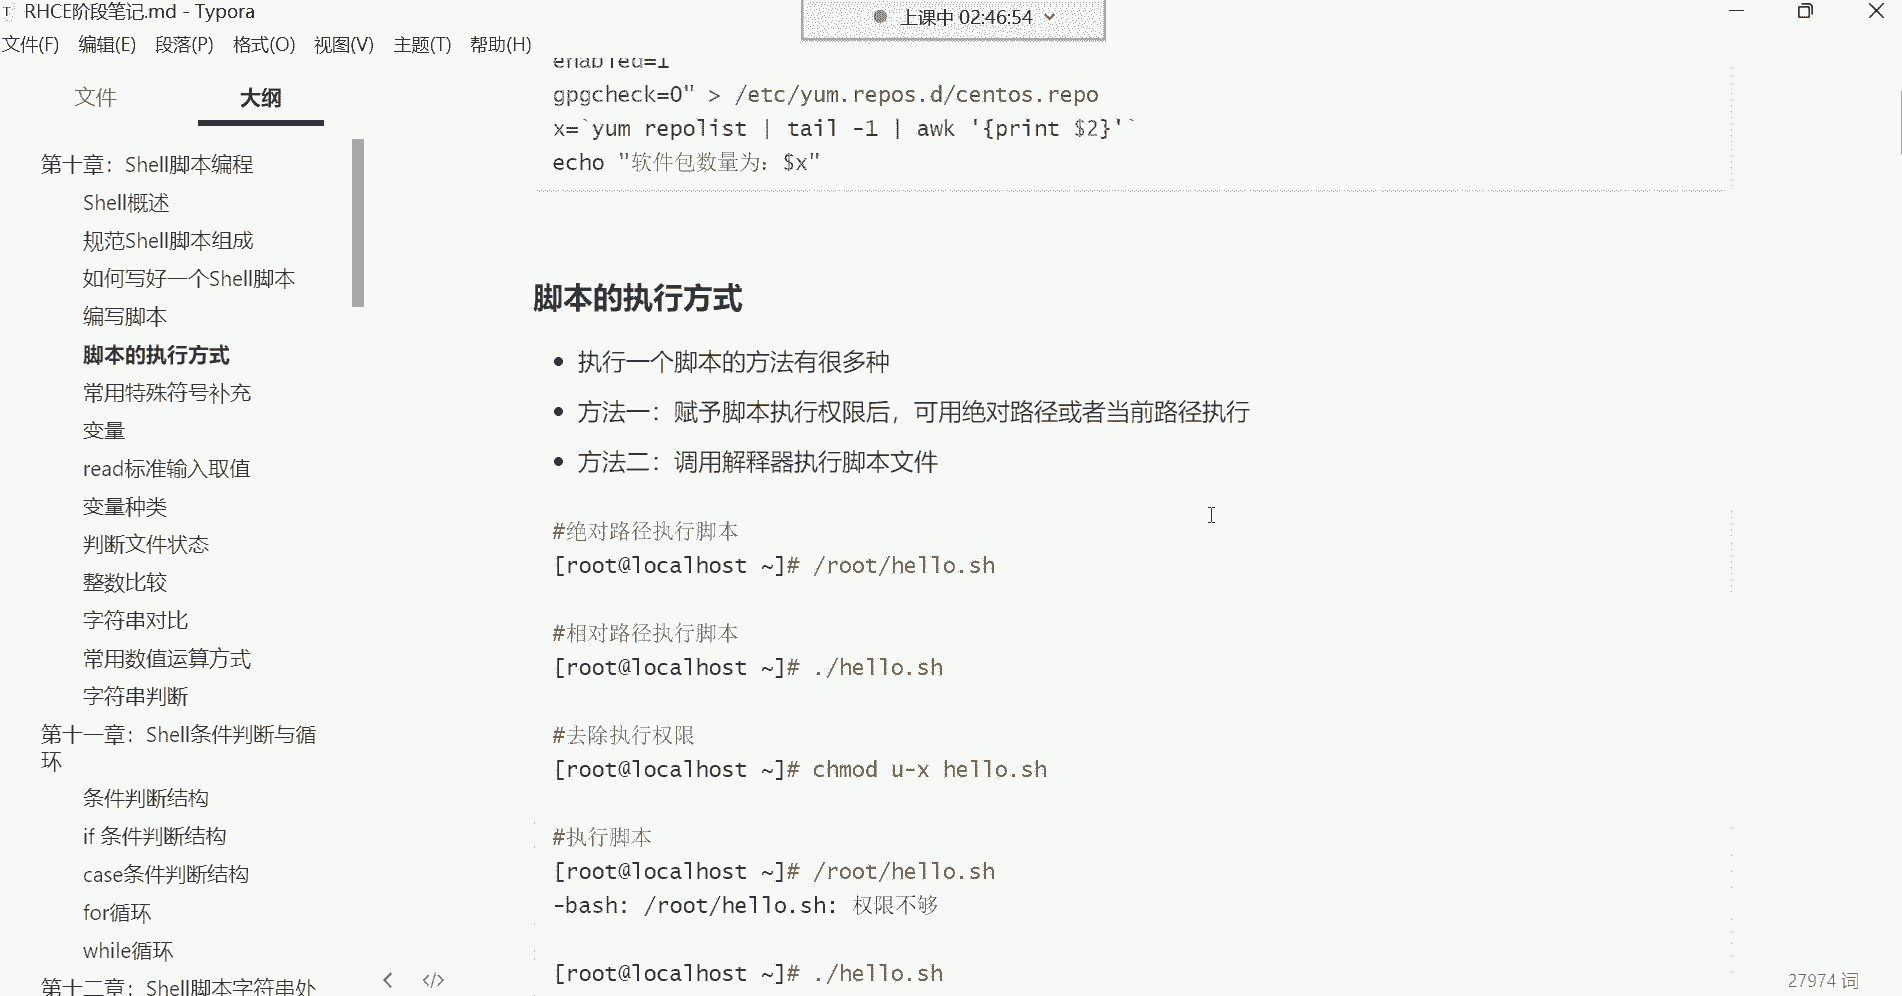 RHCE阶段笔记.md - Typora
上课中 02:46:54
文件(F) 编辑(E) 段落(P) 格式(O) 视图(V) 主题(T) 帮助(H)
文件 大纲
第十章：Shell脚本编程
Shell概述
规范Shell脚本组成
如何写好一个Shell脚本
编写脚本
脚本的执行方式
常用特殊符号补充
变量
read标准输入取值
变量种类
判断文件状态
整数比较
字符串对比
常用数值运算方式
字符串判断
第十一章：Shell条件判断与循
环
条件判断结构
if 条件判断结构
case条件判断结构
for循环
while循环
第十二章：Shell脚本字符串处
enabled=1
gpgcheck=0" > /etc/yum.repos.d/centos.repo
x=`yum repolist | tail -1 | awk '{print $2}'`
echo "软件包数量为：$x"
脚本的执行方式
• 执行一个脚本的方法有很多种
• 方法一：赋予脚本执行权限后，可用绝对路径或者当前路径执行
• 方法二：调用解释器执行脚本文件
#绝对路径执行脚本
[root@localhost ~]# /root/hello.sh
#相对路径执行脚本
[root@localhost ~]# ./hello.sh
#去除执行权限
[root@localhost ~]# chmod u-x hello.sh
#执行脚本
[root@localhost ~]# /root/hello.sh
-bash: /root/hello.sh: 权限不够
[root@localhost ~]# ./hello.sh
27974 词